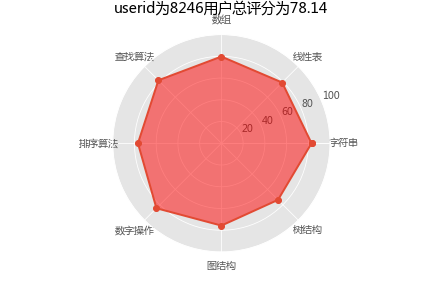 userid为8246用户总评分为78.14
数组
查找算法
线性表
100
80
60
40
20
排序算法
字符串
数字操作
树结构
图结构